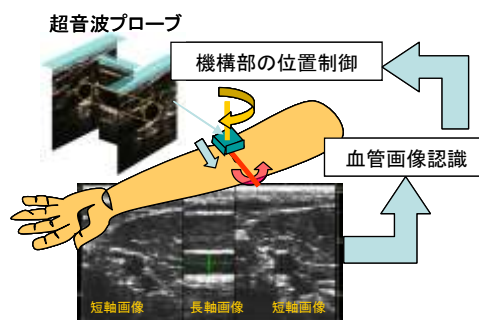 超音波プローブ
機構部の位置制御
血管画像認識
短軸画像
長軸画像
短軸画像